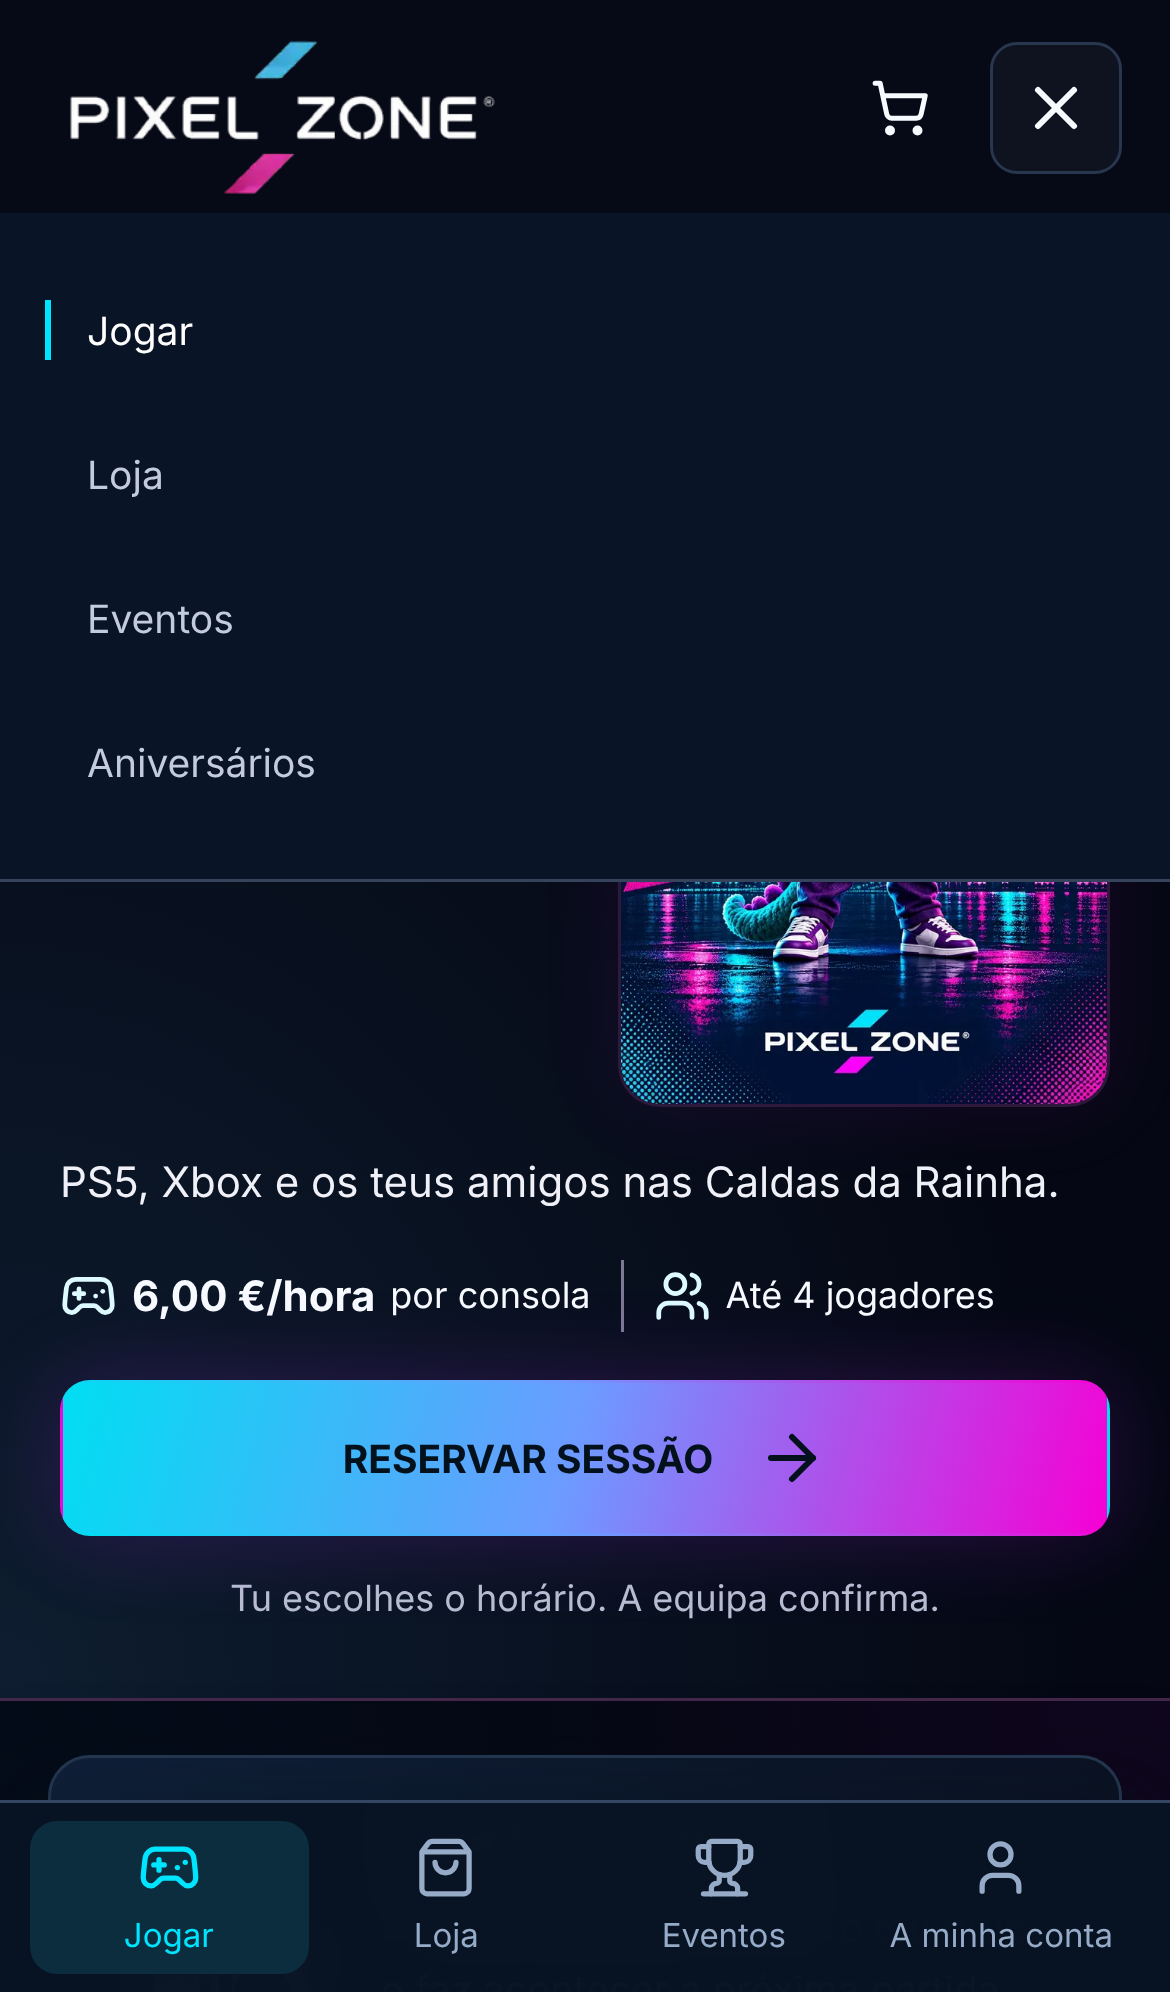 PIXEL ZONE®
Jogar
Loja
Eventos
Aniversários
PIXEL ZONE®
PS5, Xbox e os teus amigos nas Caldas da Rainha.
6,00 €/hora por consola
Até 4 jogadores
RESERVAR SESSÃO
Tu escolhes o horário. A equipa confirma.
Jogar
Loja
Eventos
A minha conta